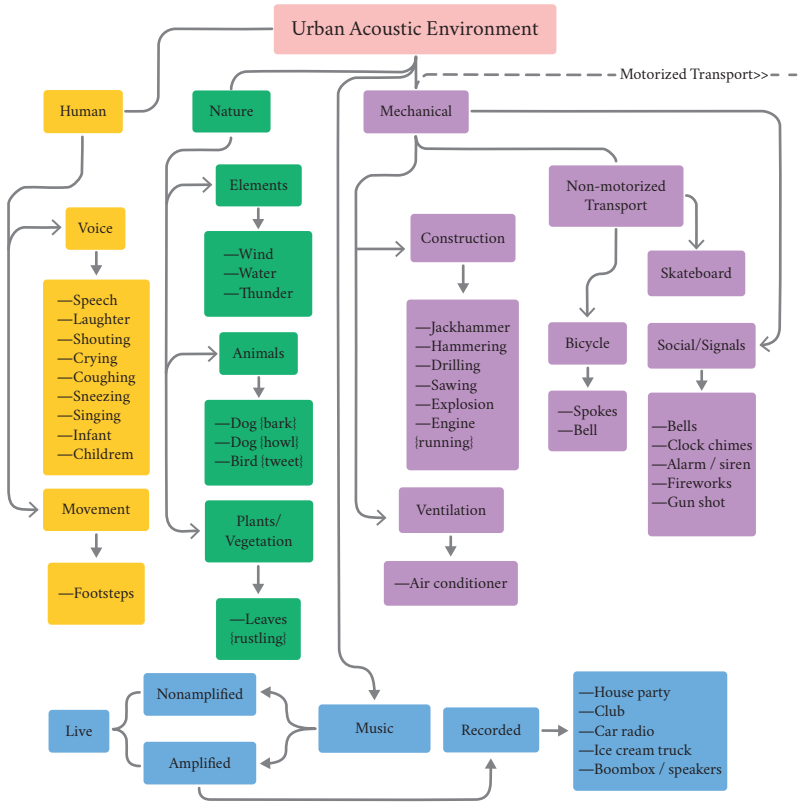 Urban Acoustic Environment
Motorized Transport>>
Human
Nature
Mechanical
Voice
—Speech
—Laughter
—Shouting
—Crying
—Coughing
—Sneezing
—Singing
—Infant
—Childrem
Movement
—Footsteps
Elements
—Wind
—Water
—Thunder
Animals
—Dog {bark}
—Dog {howl}
—Bird {tweet}
Plants/
Vegetation
—Leaves
{rustling}
Construction
—Jackhammer
—Hammering
—Drilling
—Sawing
—Explosion
—Engine
{running}
Ventilation
—Air conditioner
Non-motorized
Transport
Skateboard
Bicycle
—Spokes
—Bell
Social/Signals
—Bells
—Clock chimes
—Alarm / siren
—Fireworks
—Gun shot
Live
Nonamplified
Amplified
Music
Recorded
—House party
—Club
—Car radio
—Ice cream truck
—Boombox / speakers